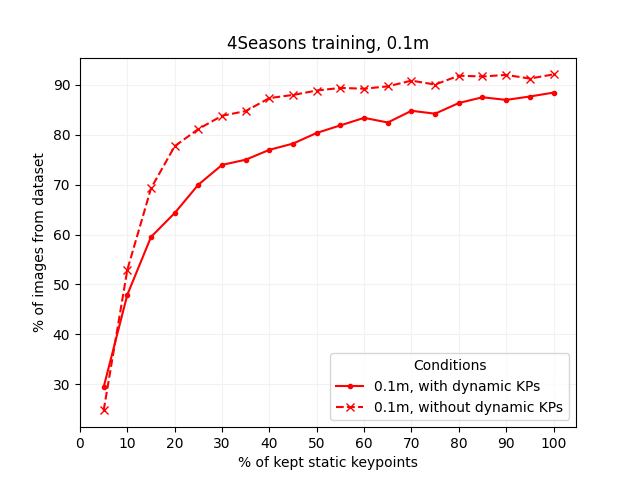 4Seasons training, 0.1m
% of images from dataset
90
80
70
60
50
40
30
Conditions
0.1m, with dynamic KPs
0.1m, without dynamic KPs
0 10 20 30 40 50 60 70 80 90 100
% of kept static keypoints